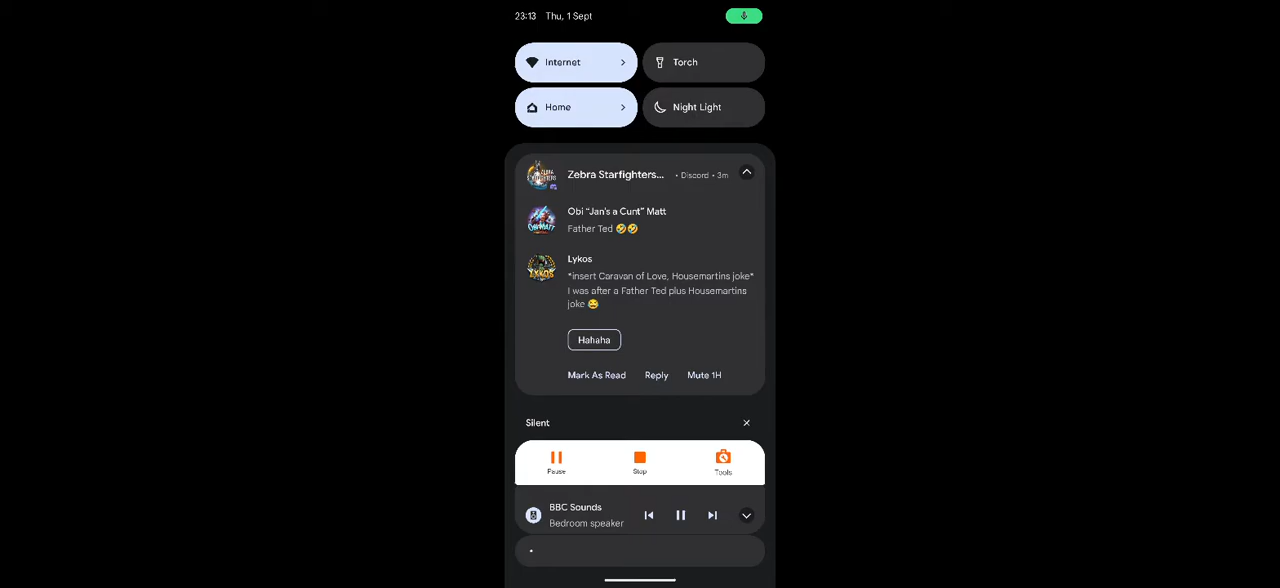 23:13 Thu, 1 Sept
Internet
Torch
Home
Night Light
Zebra Starfighters... • Discord • 3m
Obi "Jan's a Cunt" Matt
Father Ted 🤣🤣
Lykos
*insert Caravan of Love, Housemartins joke*
I was after a Father Ted plus Housemartins
joke 😂
Hahaha
Mark As Read Reply Mute 1H
Silent
Pause Stop Tools
BBC Sounds
Bedroom speaker